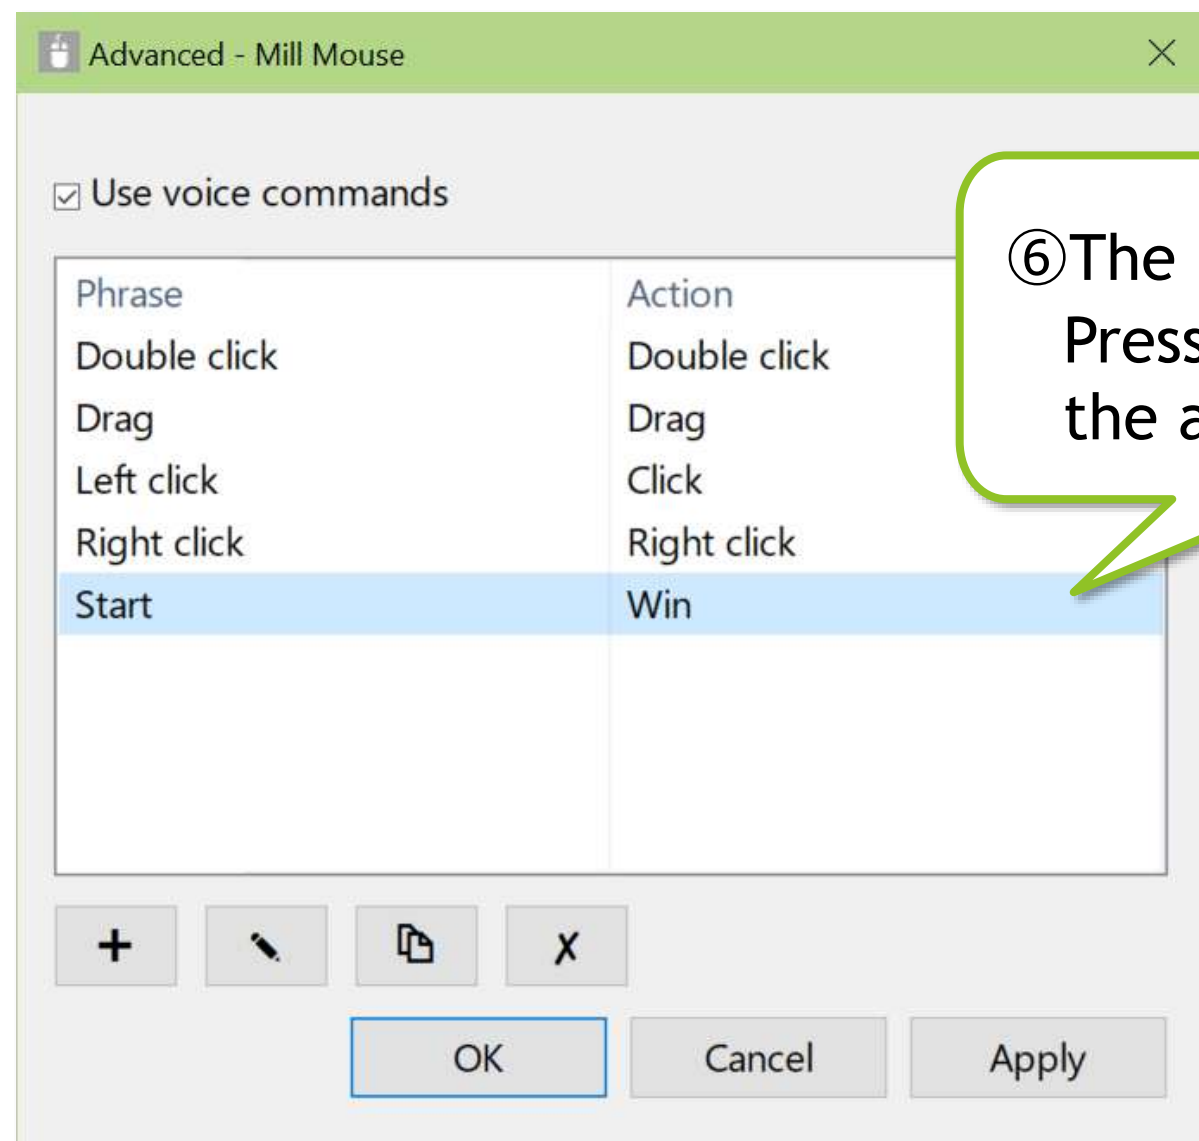 Advanced - Mill Mouse
Use voice commands
Phrase Action
Double click Double click
Drag Drag
Left click Click
Right click Right click
Start Win
⑥The
Press
the a
OK Cancel Apply